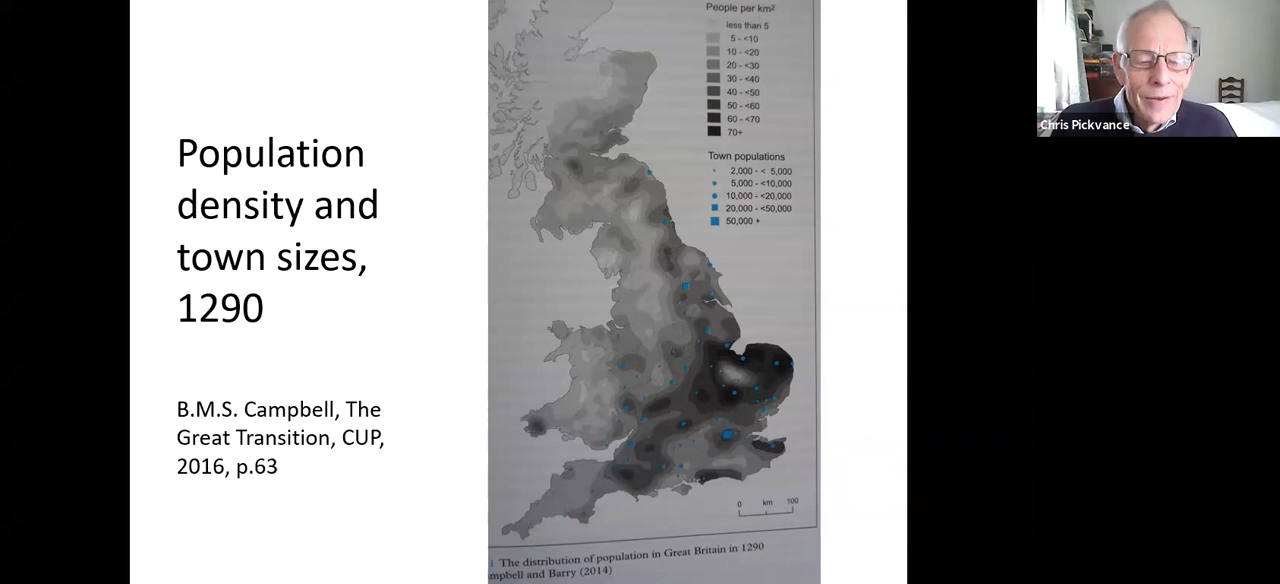 Population
density and
town sizes,
1290
B.M.S. Campbell, The
Great Transition, CUP,
2016, p.63
People per km²
less than 5
5 - <10
10 - <20
20 - <30
30 - <40
40 - <50
50 - <60
60 - <70
70+
Town populations
2,000 - < 5,000
5,000 - <10,000
10,000 - <20,000
20,000 - <50,000
50,000 +
0 km 100
The distribution of population in Great Britain in 1290
mpbell and Barry (2014)
Chris Pickvance